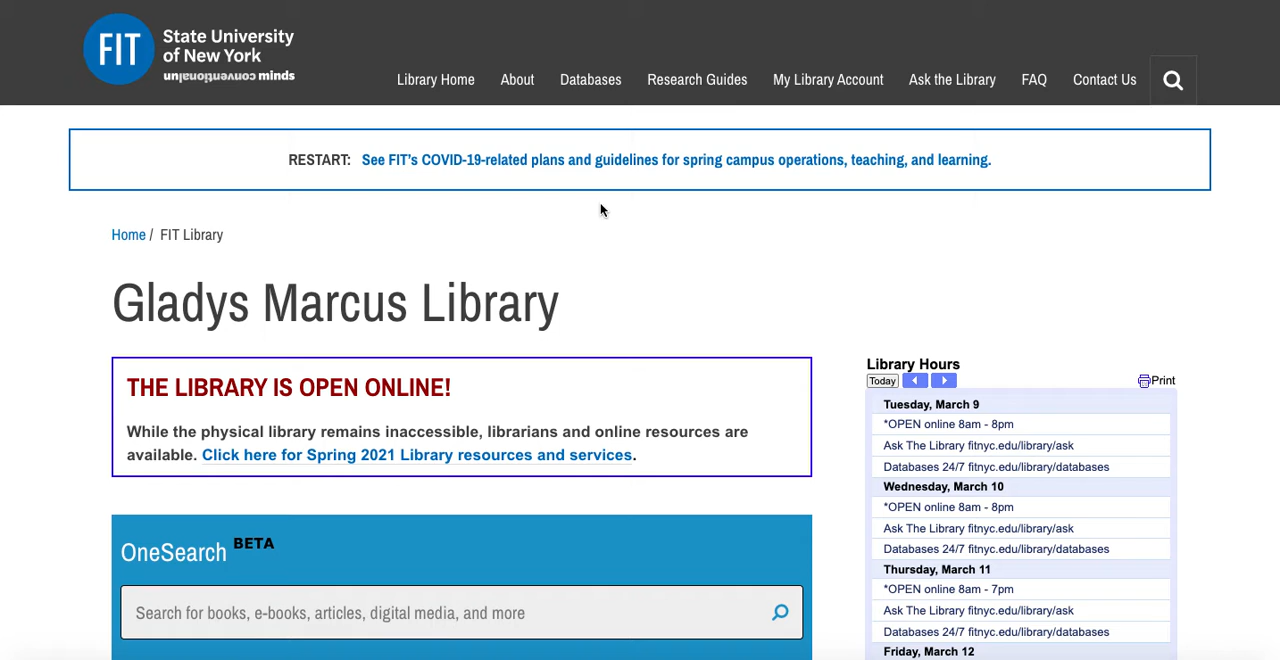 FIT
State University
of New York
unconventional minds
Library Home
About
Databases
Research Guides
My Library Account
Ask the Library
FAQ
Contact Us
RESTART: See FIT's COVID-19-related plans and guidelines for spring campus operations, teaching, and learning.
Home / FIT Library
Gladys Marcus Library
THE LIBRARY IS OPEN ONLINE!
While the physical library remains inaccessible, librarians and online resources are
available. Click here for Spring 2021 Library resources and services.
OneSearch BETA
Search for books, e-books, articles, digital media, and more
Library Hours
Today
Print
Tuesday, March 9
*OPEN online 8am - 8pm
Ask The Library fitnyc.edu/library/ask
Databases 24/7 fitnyc.edu/library/databases
Wednesday, March 10
*OPEN online 8am - 8pm
Ask The Library fitnyc.edu/library/ask
Databases 24/7 fitnyc.edu/library/databases
Thursday, March 11
*OPEN online 8am - 7pm
Ask The Library fitnyc.edu/library/ask
Databases 24/7 fitnyc.edu/library/databases
Friday, March 12